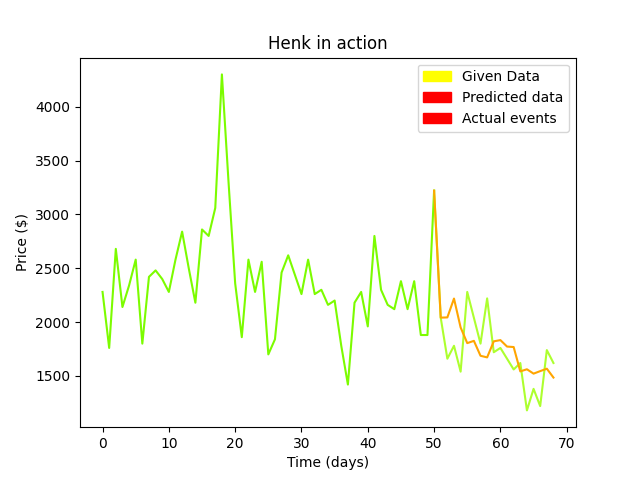 Henk in action
Given Data
Predicted data
Actual events
Price ($)
4000
3500
3000
2500
2000
1500
0 10 20 30 40 50 60 70
Time (days)